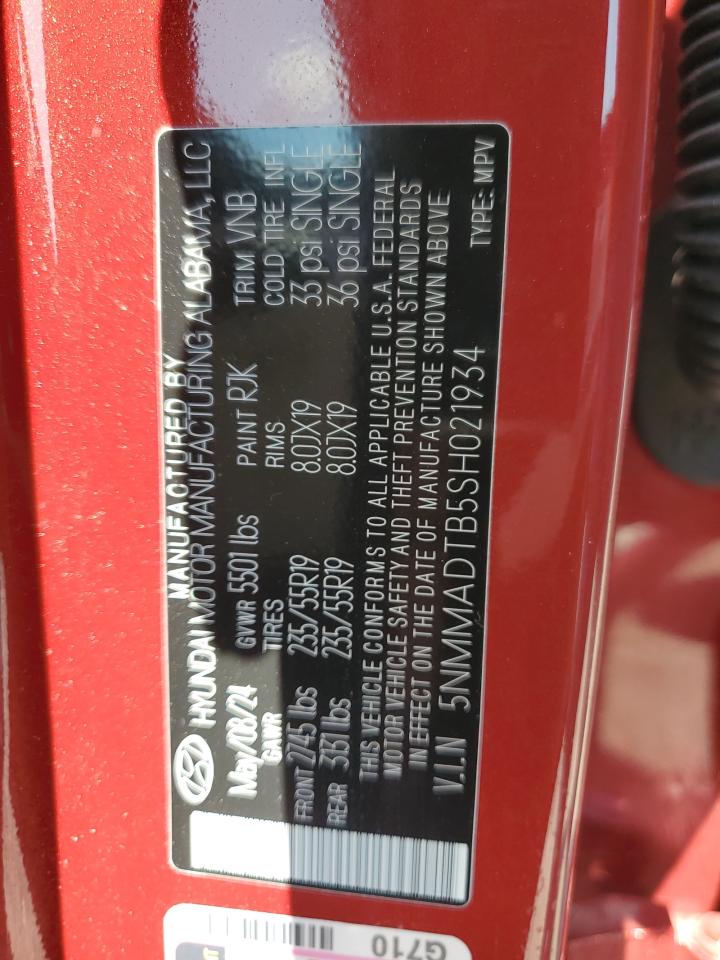 MANUFACTURED BY
HYUNDAI MOTOR MANUFACTURING ALABAMA, LLC
May/08/24 GVWR 5501 lbs PAINT RJK TRIM VNB
GAWR TIRES RIMS COLD TIRE INFL
FRONT 2745 lbs 235/55R19 8.0JX19 33 psi SINGLE
REAR 3131 lbs 235/55R19 8.0JX19 36 psi SINGLE
THIS VEHICLE CONFORMS TO ALL APPLICABLE U.S.A. FEDERAL
MOTOR VEHICLE SAFETY AND THEFT PREVENTION STANDARDS
IN EFFECT ON THE DATE OF MANUFACTURE SHOWN ABOVE
V.I.N 5NMMADTB5SH021934 TYPE: MPV
G710